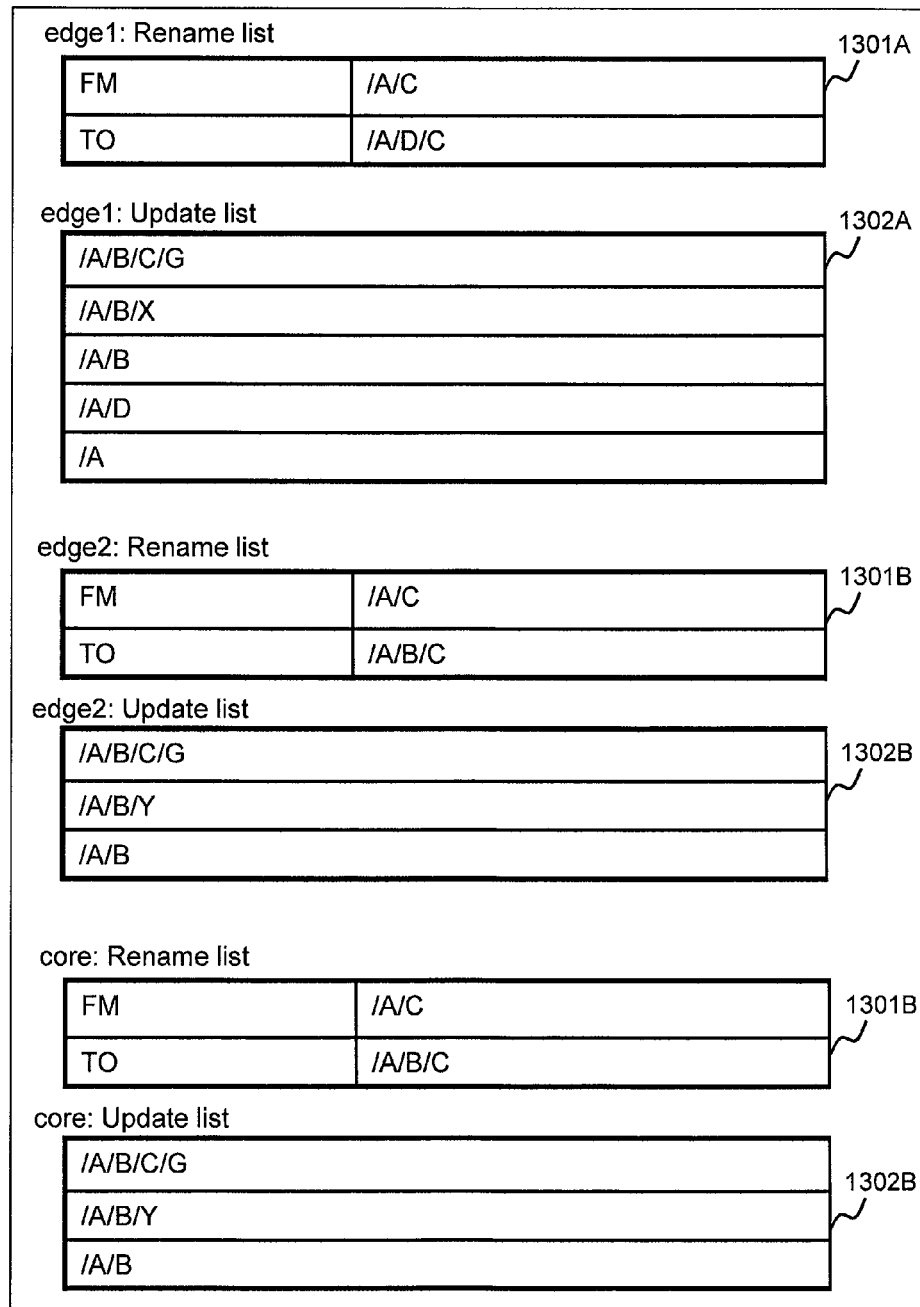 edge1: Rename list
1301A
FM /A/C
TO /A/D/C
edge1: Update list
1302A
/A/B/C/G
/A/B/X
/A/B
/A/D
/A
edge2: Rename list
1301B
FM /A/C
TO /A/B/C
edge2: Update list
1302B
/A/B/C/G
/A/B/Y
/A/B
core: Rename list
1301B
FM /A/C
TO /A/B/C
core: Update list
1302B
/A/B/C/G
/A/B/Y
/A/B